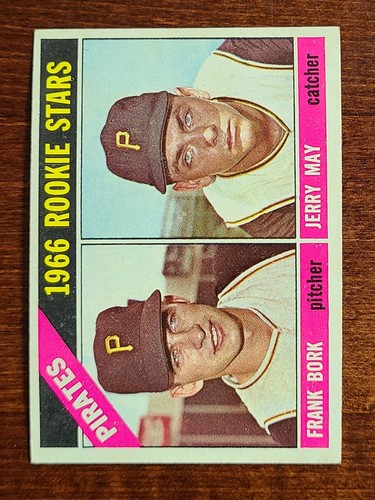 1966 ROOKIE STARS
PIRATES
P
P
FRANK BORK pitcher
JERRY MAY catcher